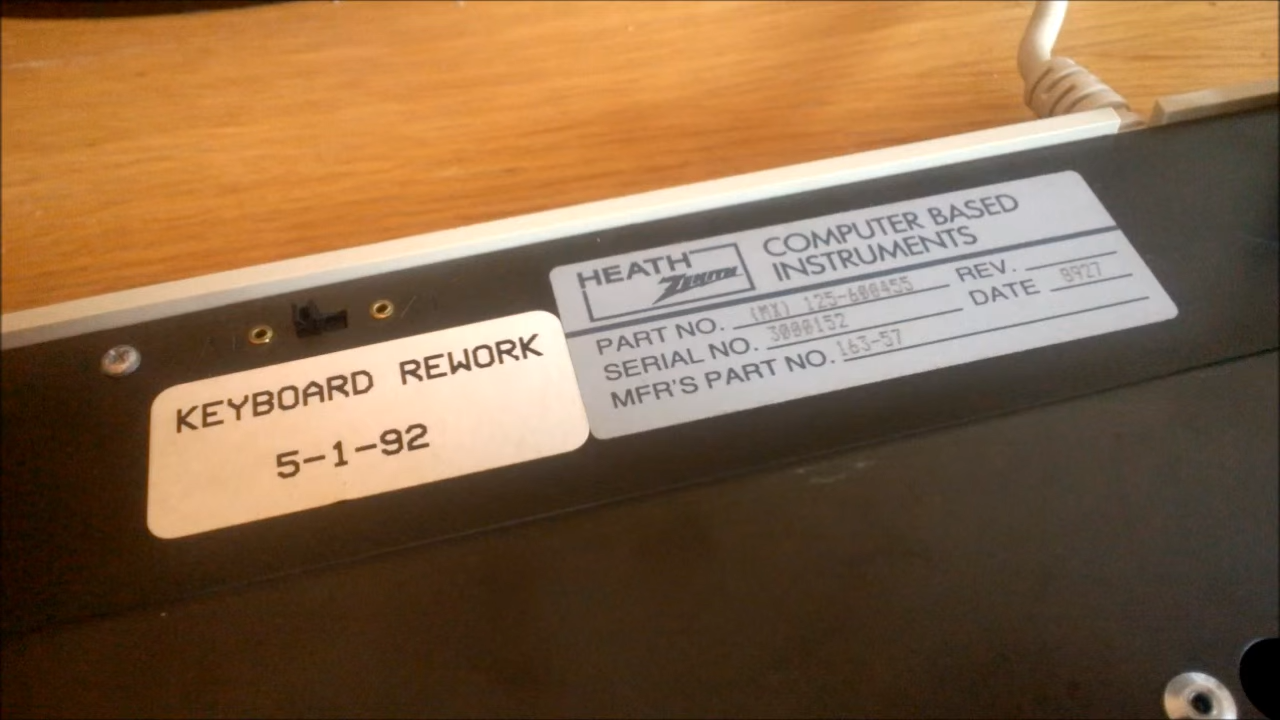 KEYBOARD REWORK
5-1-92
HEATH
ZENITH
COMPUTER BASED
INSTRUMENTS
PART NO. (MX) 125-600455 REV.
SERIAL NO. 3000152 DATE 8927
MFR'S PART NO. 163-57